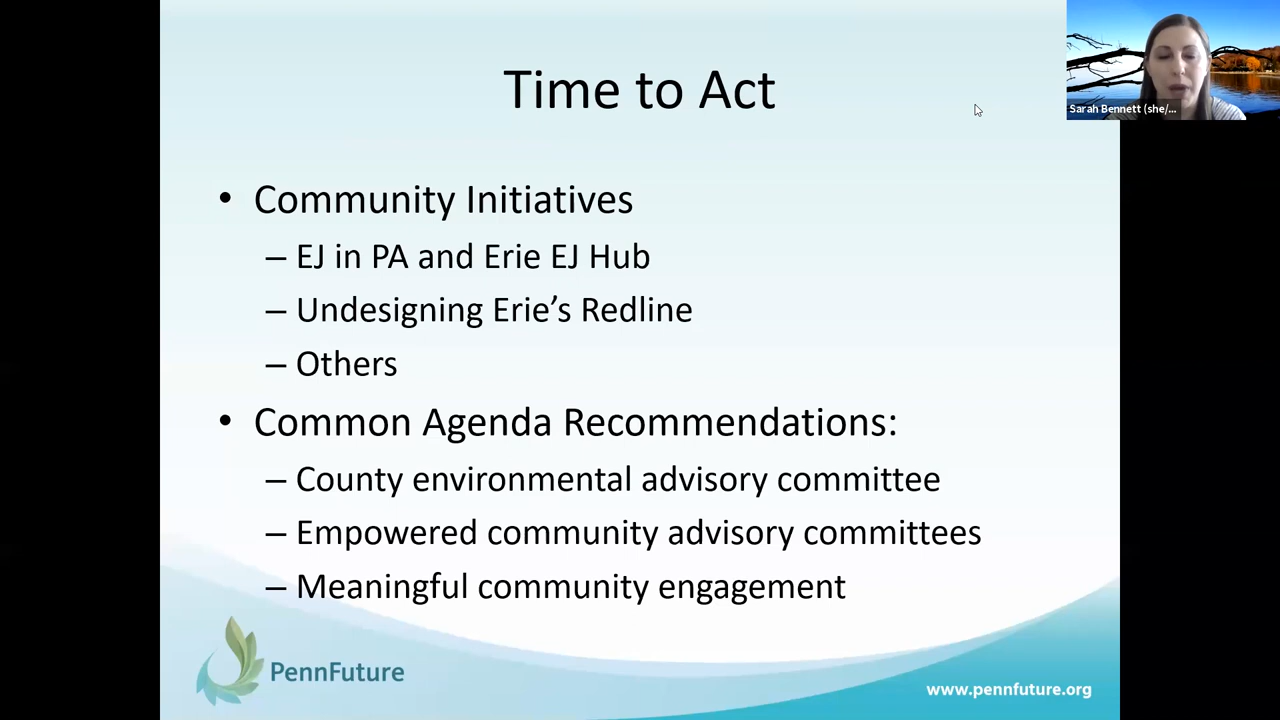 Time to Act
Sarah Bennett (she/...
• Community Initiatives
– EJ in PA and Erie EJ Hub
– Undesigning Erie’s Redline
– Others
• Common Agenda Recommendations:
– County environmental advisory committee
– Empowered community advisory committees
– Meaningful community engagement
PennFuture
www.pennfuture.org